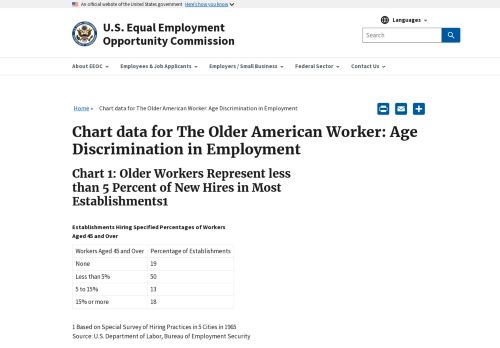 An official website of the United States government Here's how you know
U.S. Equal Employment
Opportunity Commission
Languages
Search
About EEOC
Employees & Job Applicants
Employers / Small Business
Federal Sector
Contact Us
Home » Chart data for The Older American Worker: Age Discrimination in Employment
Chart data for The Older American Worker: Age
Discrimination in Employment
Chart 1: Older Workers Represent less
than 5 Percent of New Hires in Most
Establishments1
Establishments Hiring Specified Percentages of Workers
Aged 45 and Over
Workers Aged 45 and Over Percentage of Establishments
None 19
Less than 5% 50
5 to 15% 13
15% or more 18
1 Based on Special Survey of Hiring Practices in 5 Cities in 1965
Source: U.S. Department of Labor, Bureau of Employment Security